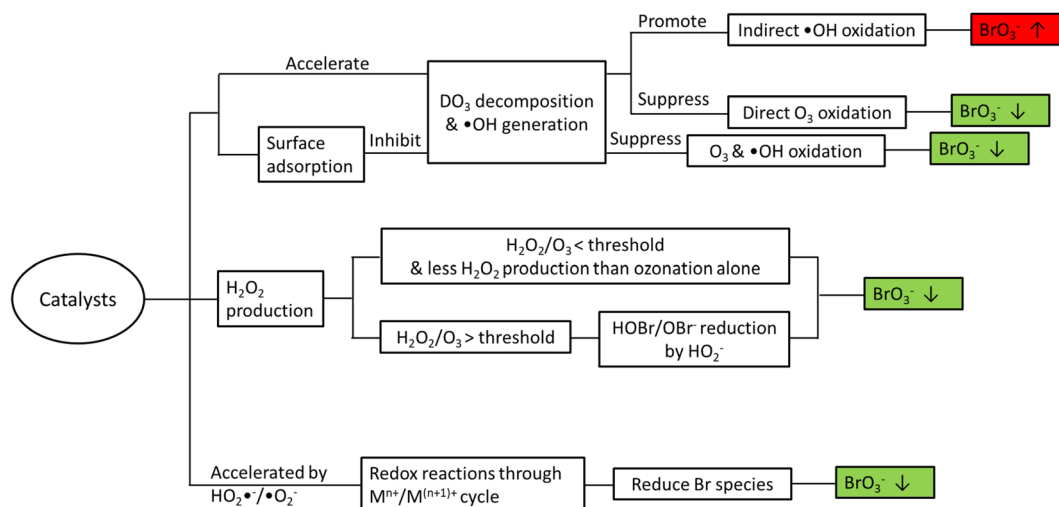 Promote
Indirect •OH oxidation
BrO₃⁻ ↑
Accelerate
DO₃ decomposition
& •OH generation
Suppress
Direct O₃ oxidation
BrO₃⁻ ↓
Surface
adsorption
Inhibit
Suppress
O₃ & •OH oxidation
BrO₃⁻ ↓
Catalysts
H₂O₂
production
H₂O₂/O₃ < threshold
& less H₂O₂ production than ozonation alone
H₂O₂/O₃ > threshold
HOBr/OBr⁻ reduction
by HO₂⁻
BrO₃⁻ ↓
Accelerated by
HO₂•⁻/•O₂⁻
Redox reactions through
Mⁿ⁺/M⁽ⁿ⁺¹⁾⁺ cycle
Reduce Br species
BrO₃⁻ ↓